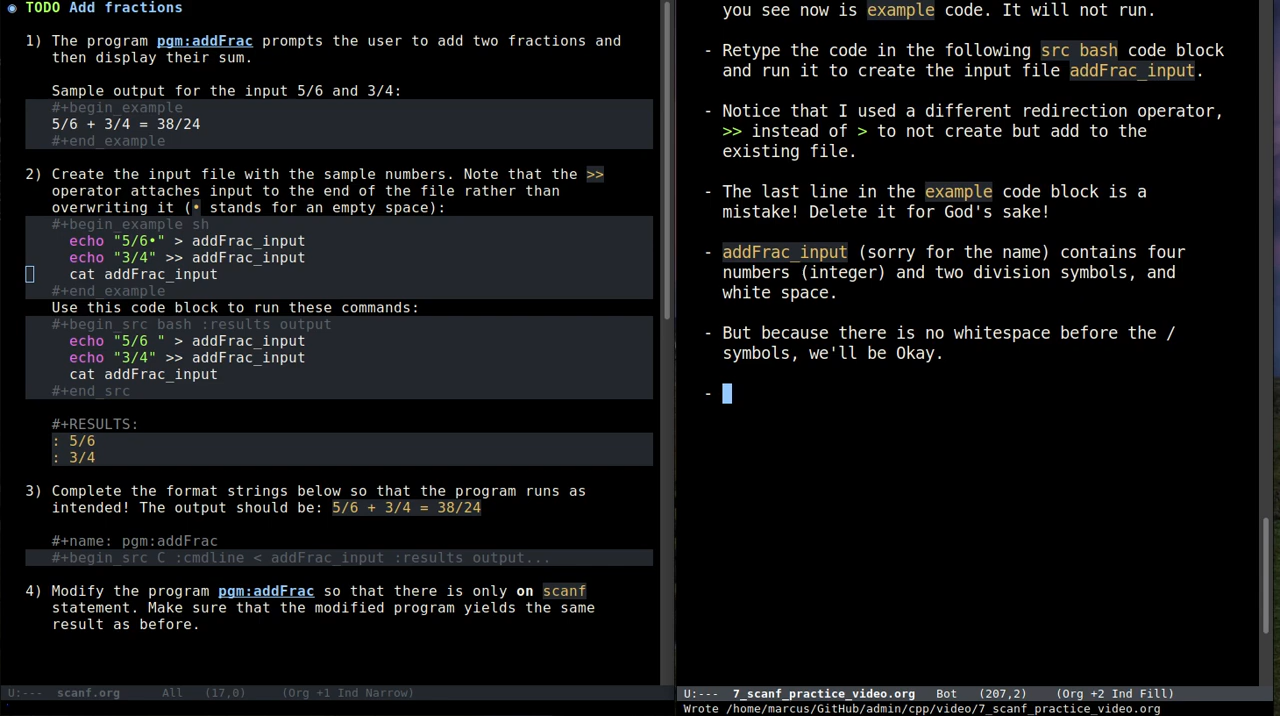 ◉ TODO Add fractions
1) The program pgm:addFrac prompts the user to add two fractions and
then display their sum.
Sample output for the input 5/6 and 3/4:
#+begin_example
5/6 + 3/4 = 38/24
#+end_example
2) Create the input file with the sample numbers. Note that the >>
operator attaches input to the end of the file rather than
overwriting it (• stands for an empty space):
#+begin_example sh
echo "5/6•" > addFrac_input
echo "3/4" >> addFrac_input
cat addFrac_input
#+end_example
Use this code block to run these commands:
#+begin_src bash :results output
echo "5/6 " > addFrac_input
echo "3/4" >> addFrac_input
cat addFrac_input
#+end_src
#+RESULTS:
: 5/6
: 3/4
3) Complete the format strings below so that the program runs as
intended! The output should be: 5/6 + 3/4 = 38/24
#+name: pgm:addFrac
#+begin_src C :cmdline < addFrac_input :results output...
4) Modify the program pgm:addFrac so that there is only on scanf
statement. Make sure that the modified program yields the same
result as before.
U:--- scanf.org All (17,0) (Org +1 Ind Narrow)
you see now is example code. It will not run.
- Retype the code in the following src bash code block
and run it to create the input file addFrac_input.
- Notice that I used a different redirection operator,
>> instead of > to not create but add to the
existing file.
- The last line in the example code block is a
mistake! Delete it for God's sake!
- addFrac_input (sorry for the name) contains four
numbers (integer) and two division symbols, and
white space.
- But because there is no whitespace before the /
symbols, we'll be Okay.
-
U:--- 7_scanf_practice_video.org Bot (207,2) (Org +2 Ind Fill)
Wrote /home/marcus/GitHub/admin/cpp/video/7_scanf_practice_video.org